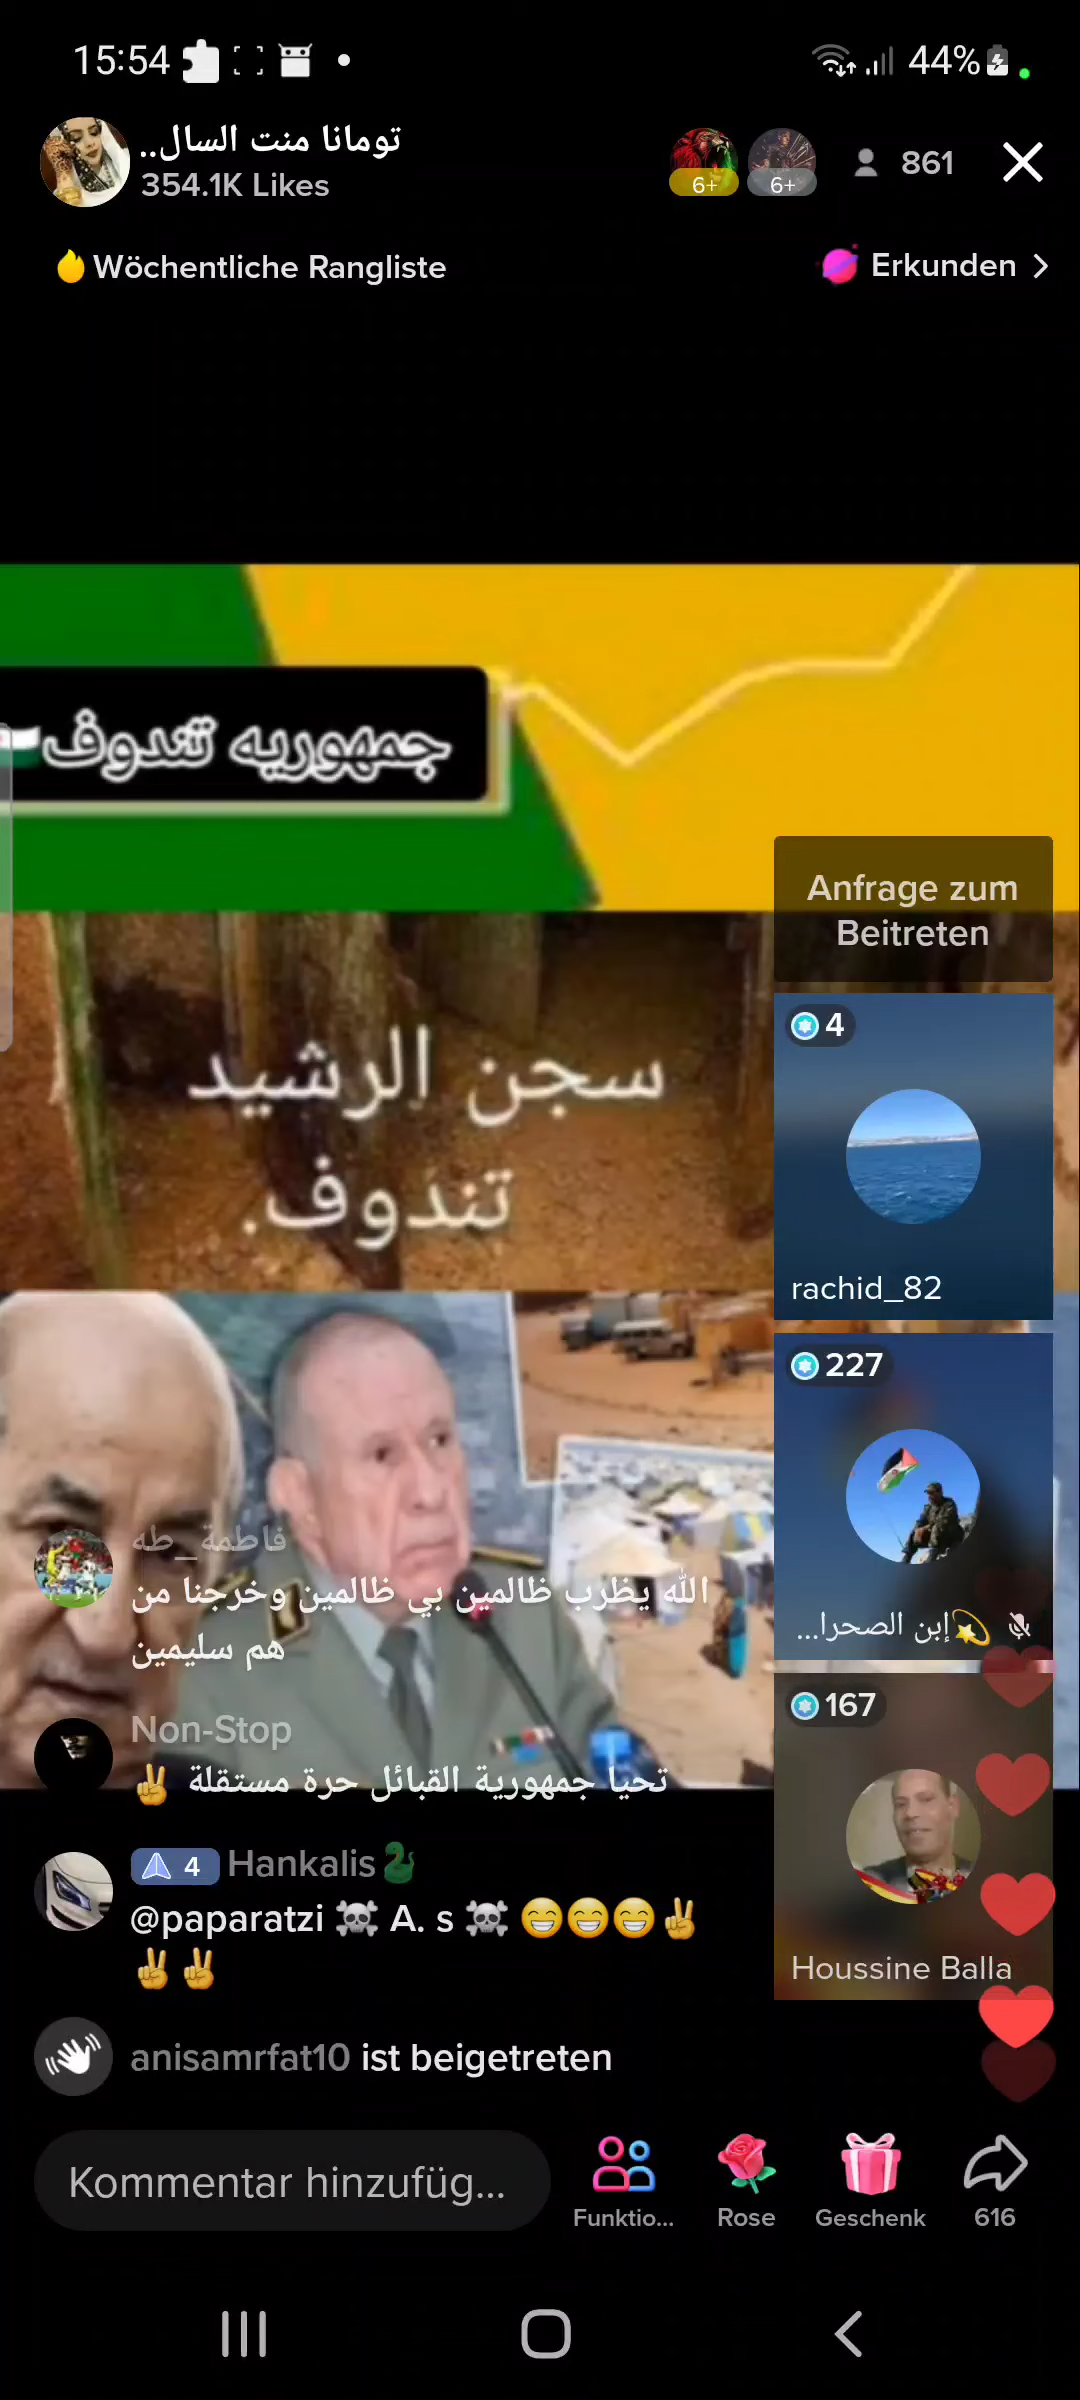 15:54
44%
تومانا منت السال..
354.1K Likes
6+
6+
861
Wöchentliche Rangliste
Erkunden
جمهوريه تندوف
Anfrage zum
Beitreten
سجن الرشيد
تندوف.
4
rachid_82
227
إبن الصحرا...
167
Houssine Balla
فاطمة_طه
الله يظرب ظالمين بي ظالمين وخرجنا من
هم سليمين
Non-Stop
تحيا جمهورية القبائل حرة مستقلة ✌️
4 Hankalis🐍
@paparatzi ☠️ A. s ☠️ 😁😁😁✌️
✌️✌️
anisamrfat10 ist beigetreten
Kommentar hinzufüg...
Funktio...
Rose
Geschenk
616